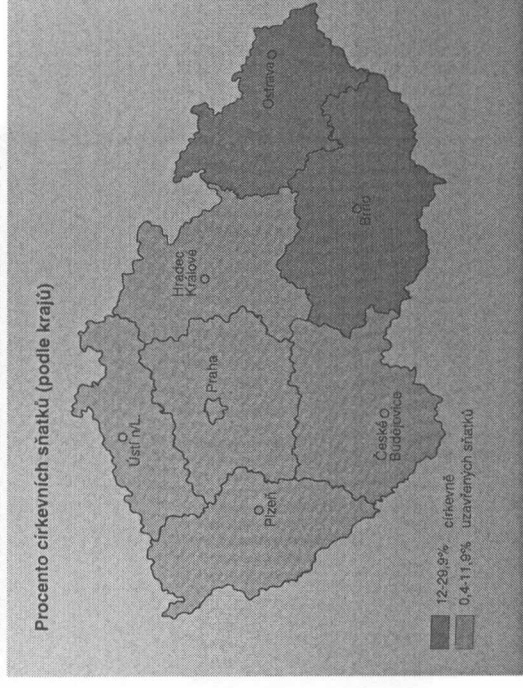 Procento církevních sňatků (podle krajů)
Ústí n/L.
Hradec
Králové
Praha
Plzeň
Ostrava
Brno
České
Budějovice
12-29,9% církevně
0,4-11,9% uzavřených sňatků